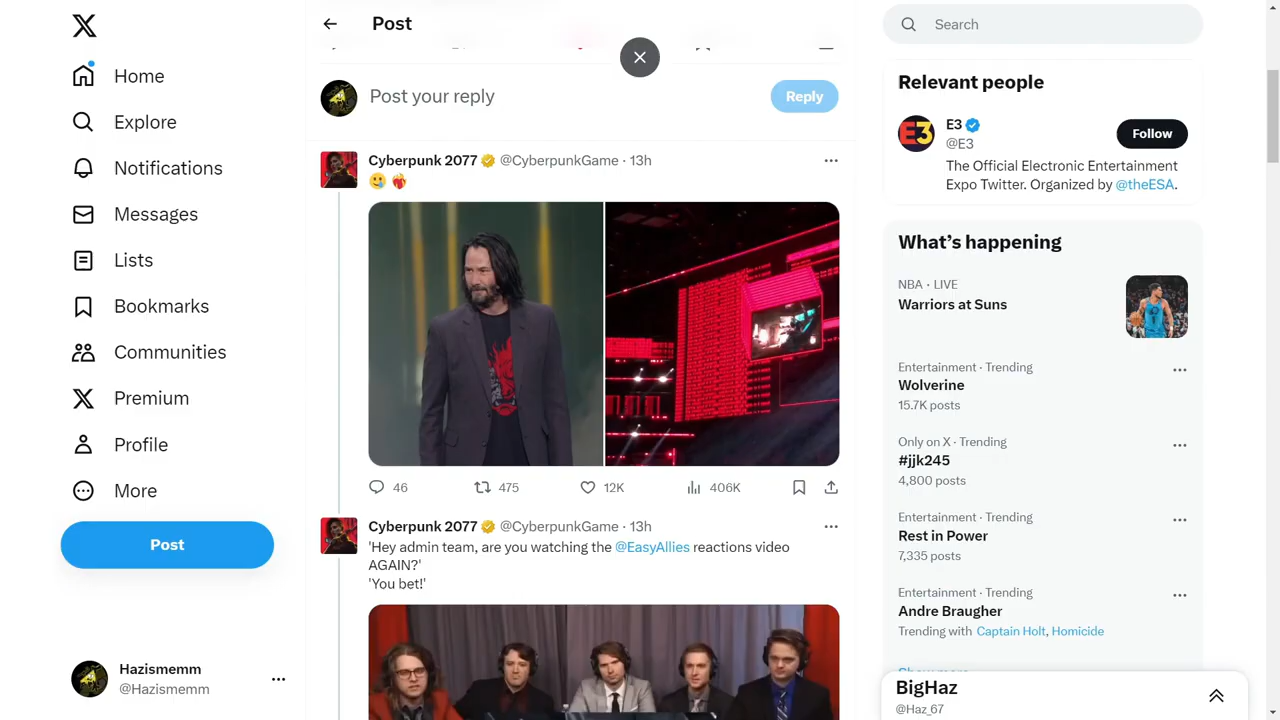 Home
Explore
Notifications
Messages
Lists
Bookmarks
Communities
Premium
Profile
More
Post
Hazismemm
@Hazismemm
Post
Post your reply
Reply
Cyberpunk 2077 @CyberpunkGame · 13h
🥲 ❤️‍🔥
46 475 12K 406K
Cyberpunk 2077 @CyberpunkGame · 13h
'Hey admin team, are you watching the @EasyAllies reactions video
AGAIN?'
'You bet!'
Search
Relevant people
E3
E3
@E3
Follow
The Official Electronic Entertainment
Expo Twitter. Organized by @theESA.
What's happening
NBA · LIVE
Warriors at Suns
Entertainment · Trending
Wolverine
15.7K posts
Only on X · Trending
#jjk245
4,800 posts
Entertainment · Trending
Rest in Power
7,335 posts
Entertainment · Trending
Andre Braugher
Trending with Captain Holt, Homicide
Show more
BigHaz
@Haz_67